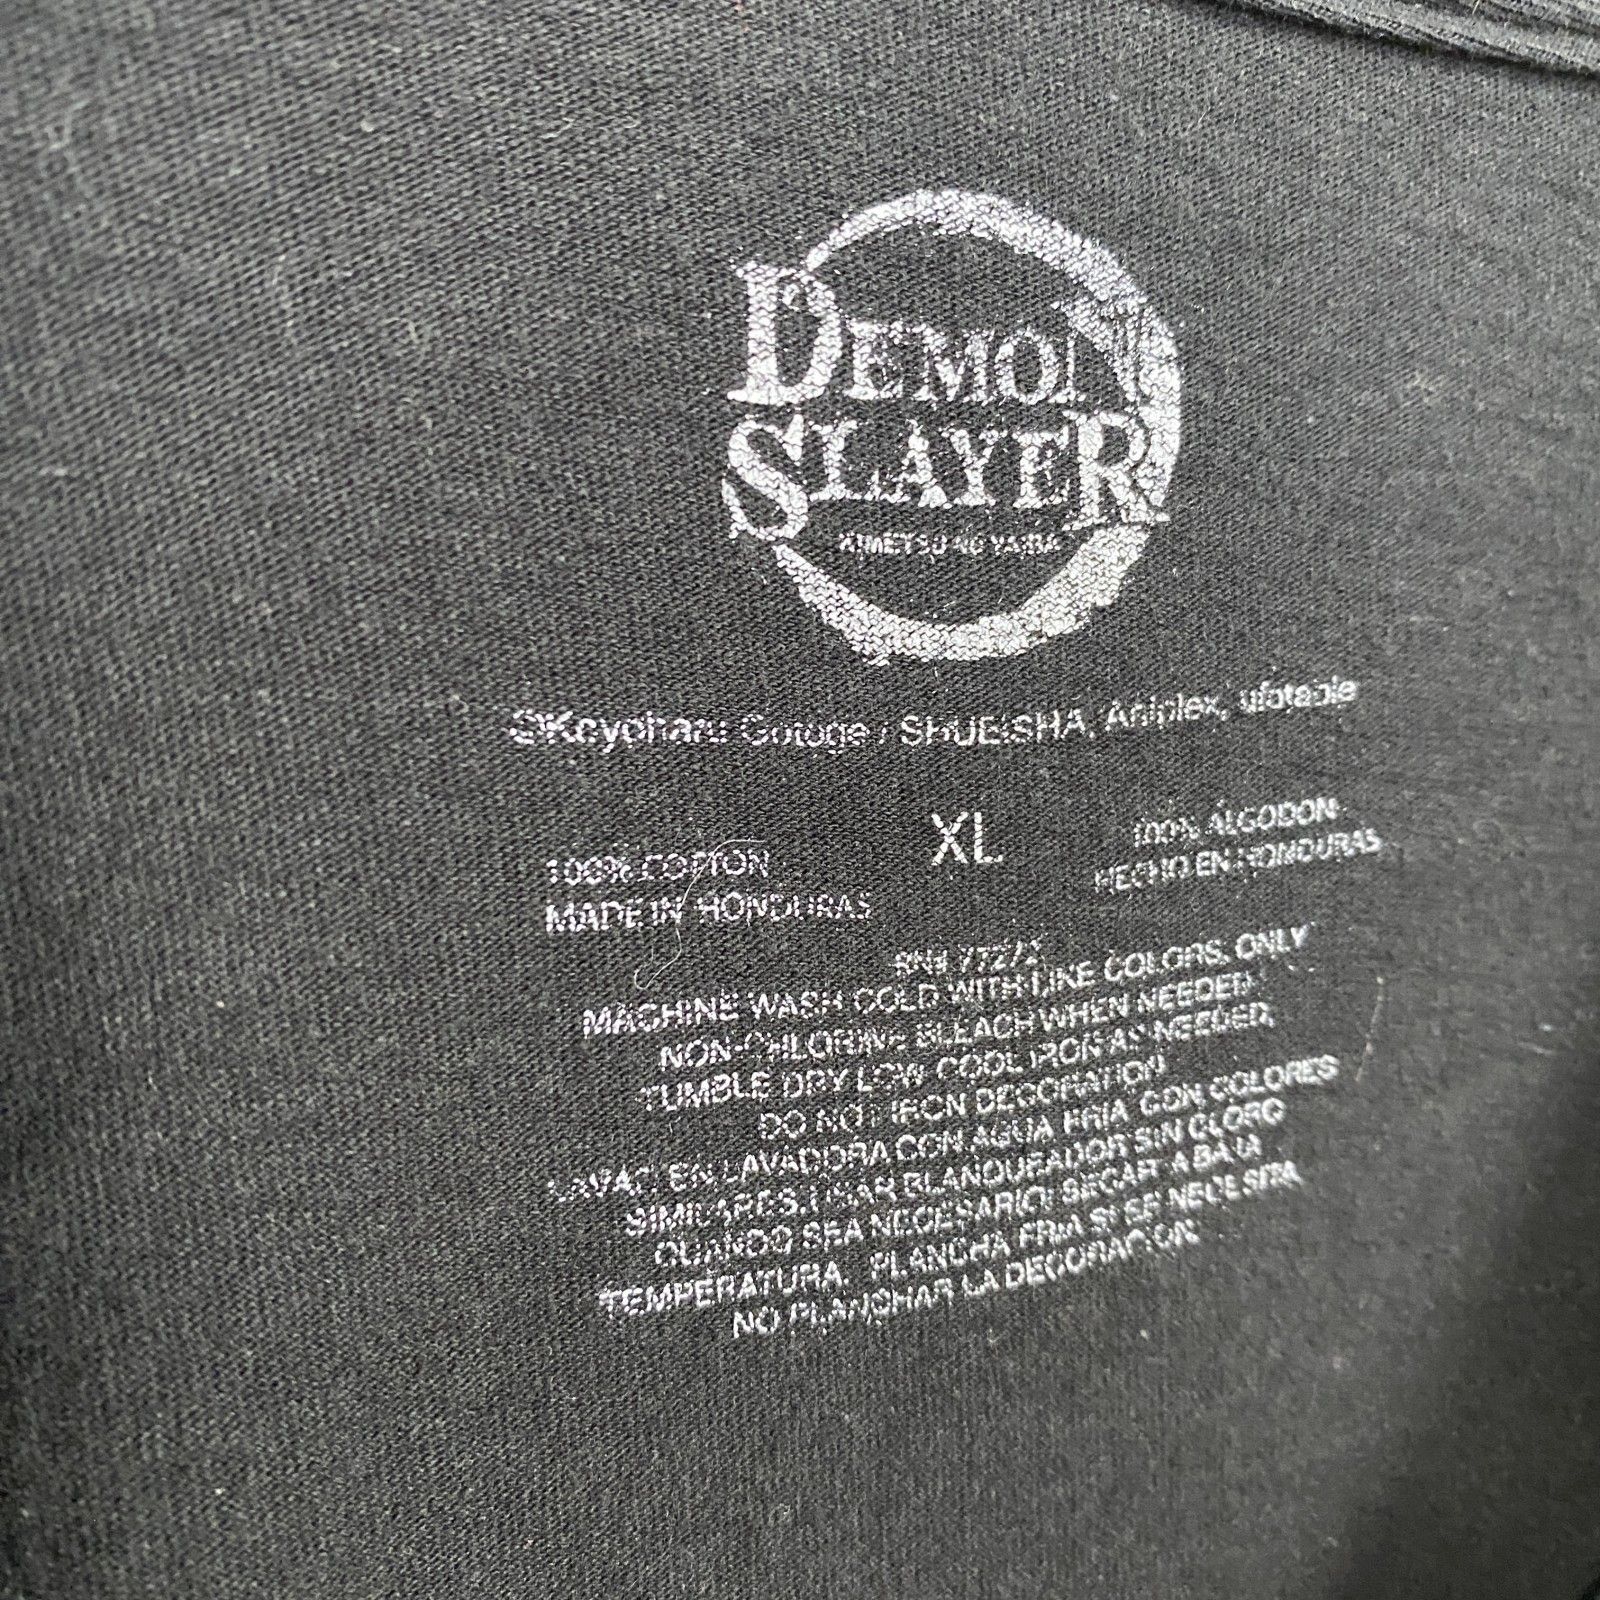 DEMON
SLAYER
KIMETSU NO YAIBA
©Koyoharu Gotouge / SHUEISHA, Aniplex, ufotable
XL
100% COTTON
MADE IN HONDURAS
100% ALGODON
HECHO EN HONDURAS
MACHINE WASH COLD WITH LIKE COLORS, ONLY
NON-CHLORINE BLEACH WHEN NEEDED
TUMBLE DRY LOW COOL IRON AS NEEDED,
DO NOT IRON DECORATION
LAVAR EN LAVADORA CON AGUA FRIA CON COLORES
SIMILARES. USAR BLANQUEADOR SIN CLORO
CUANDO SEA NECESARIO. SECAR A BAJA
TEMPERATURA. PLANCHA FRIA SI SE NECESITA.
NO PLANCHAR LA DECORACION